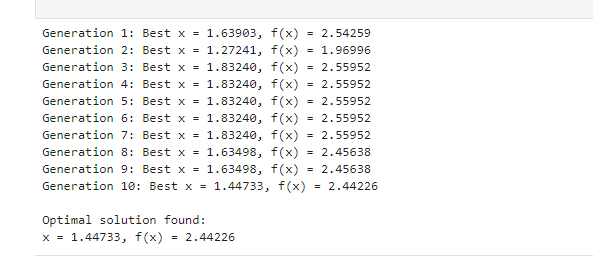 Generation 1: Best x = 1.63903, f(x) = 2.54259
Generation 2: Best x = 1.27241, f(x) = 1.96996
Generation 3: Best x = 1.83240, f(x) = 2.55952
Generation 4: Best x = 1.83240, f(x) = 2.55952
Generation 5: Best x = 1.83240, f(x) = 2.55952
Generation 6: Best x = 1.83240, f(x) = 2.55952
Generation 7: Best x = 1.83240, f(x) = 2.55952
Generation 8: Best x = 1.63498, f(x) = 2.45638
Generation 9: Best x = 1.63498, f(x) = 2.45638
Generation 10: Best x = 1.44733, f(x) = 2.44226
Optimal solution found:
x = 1.44733, f(x) = 2.44226